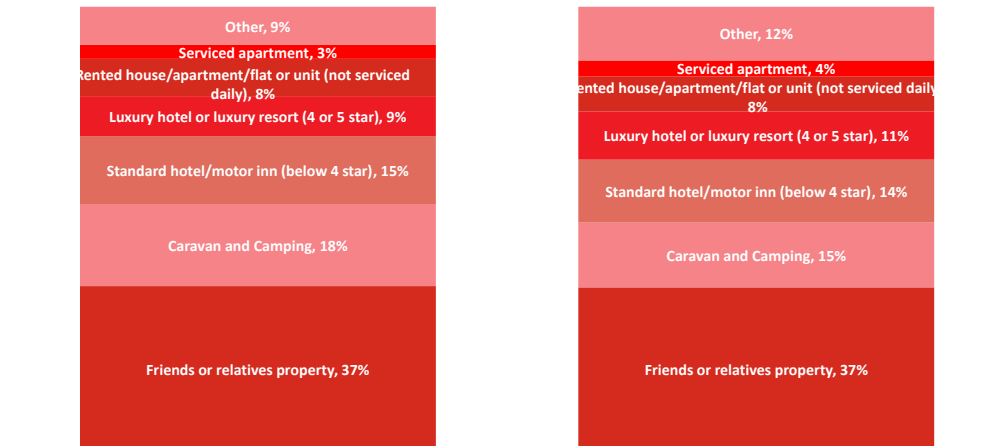 Other, 9%
Serviced apartment, 3%
Rented house/apartment/flat or unit (not serviced
daily), 8%
Luxury hotel or luxury resort (4 or 5 star), 9%
Standard hotel/motor inn (below 4 star), 15%
Caravan and Camping, 18%
Friends or relatives property, 37%
Other, 12%
Serviced apartment, 4%
ented house/apartment/flat or unit (not serviced daily
8%
Luxury hotel or luxury resort (4 or 5 star), 11%
Standard hotel/motor inn (below 4 star), 14%
Caravan and Camping, 15%
Friends or relatives property, 37%